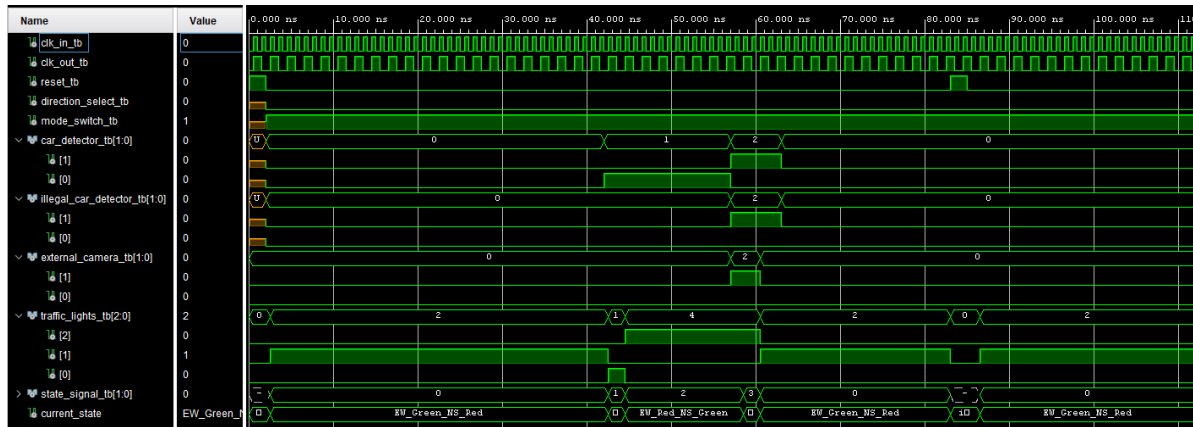 Name Value 0.000 ns 10.000 ns 20.000 ns 30.000 ns 40.000 ns 50.000 ns 60.000 ns 70.000 ns 80.000 ns 90.000 ns 100.000 ns
clk_in_tb 0
clk_out_tb 0
reset_tb 0
direction_select_tb 0
mode_switch_tb 1
car_detector_tb[1:0] 0 U 0 1 2 0
[1] 0
[0] 0
illegal_car_detector_tb[1:0] 0 U 0 2 0
[1] 0
[0] 0
external_camera_tb[1:0] 0 0 2 0
[1] 0
[0] 0
traffic_lights_tb[2:0] 2 0 2 1 4 2 0 2
[2] 0
[1] 1
[0] 0
state_signal_tb[1:0] 0 - 0 1 2 3 0 - 0
current_state EW_Green_N EW_Green_NS_Red EW_Red_NS_Green EW_Green_NS_Red EW_Green_NS_Red